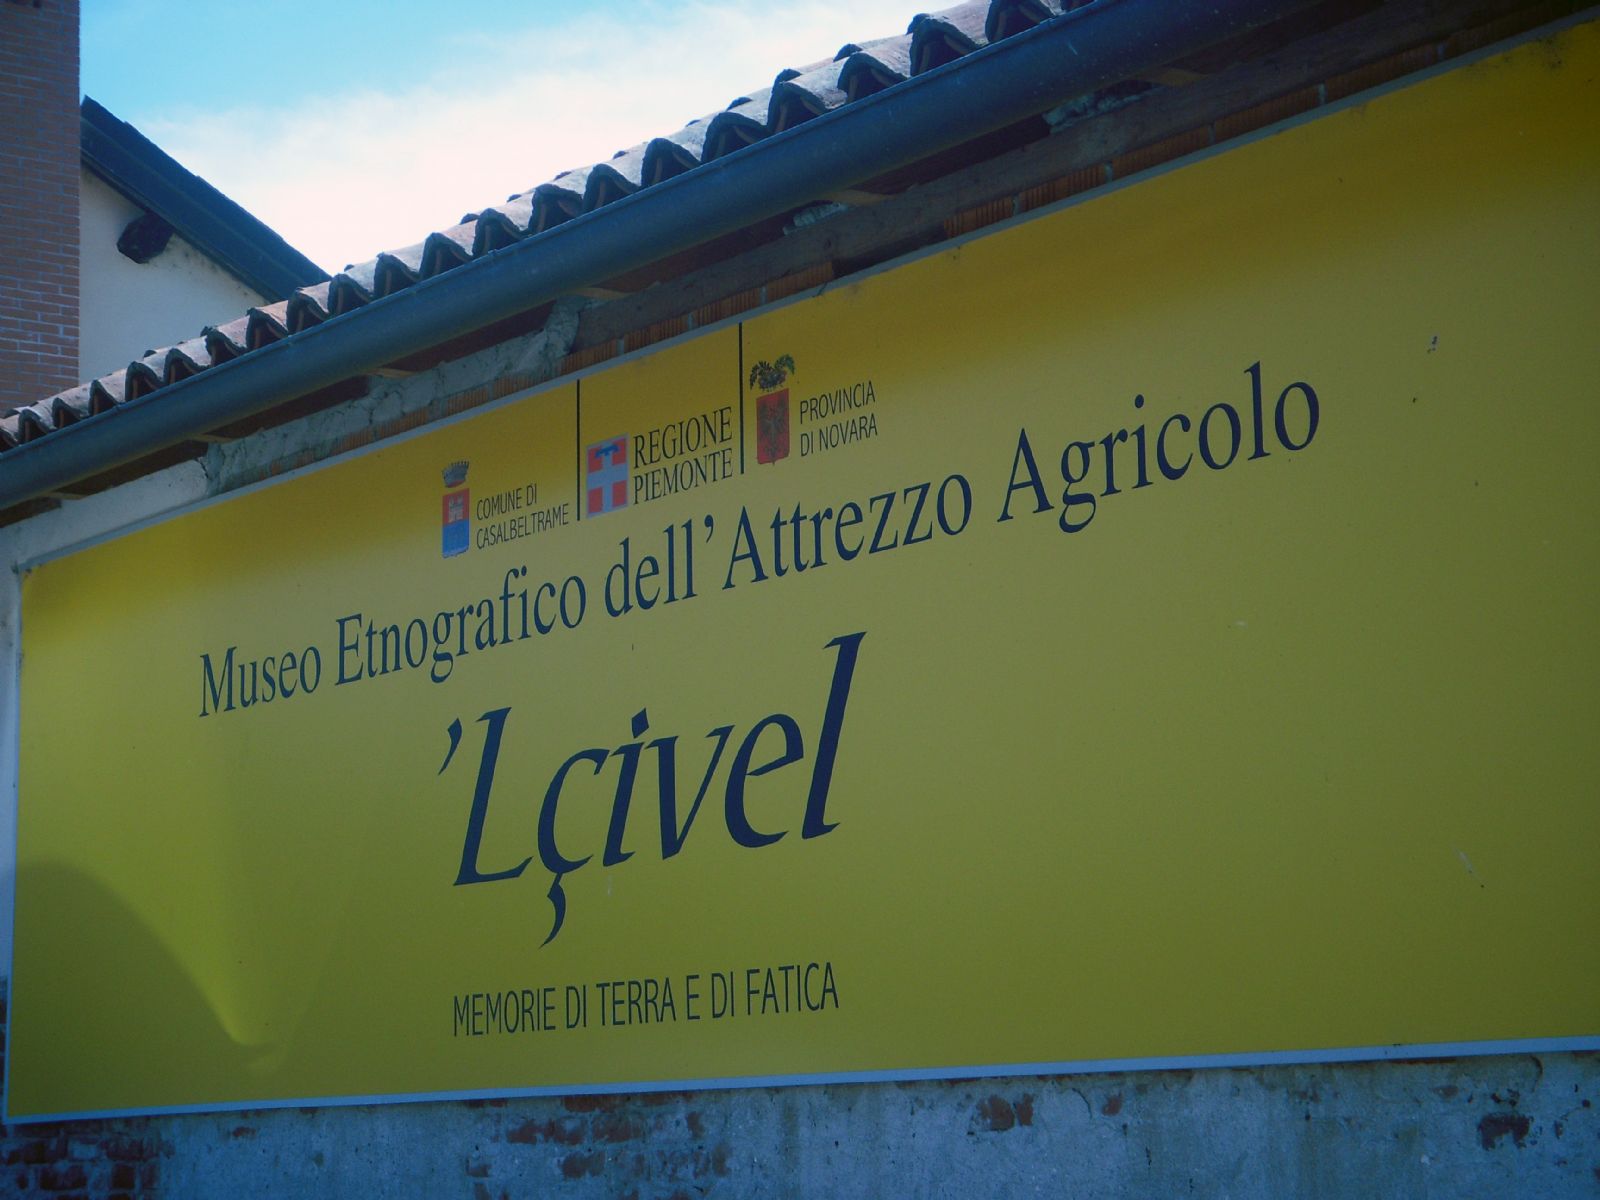 COMUNE DI
CASALBELTRAME
REGIONE
PIEMONTE
PROVINCIA
DI NOVARA
Museo Etnografico dell'Attrezzo Agricolo
'Lçivel
MEMORIE DI TERRA E DI FATICA